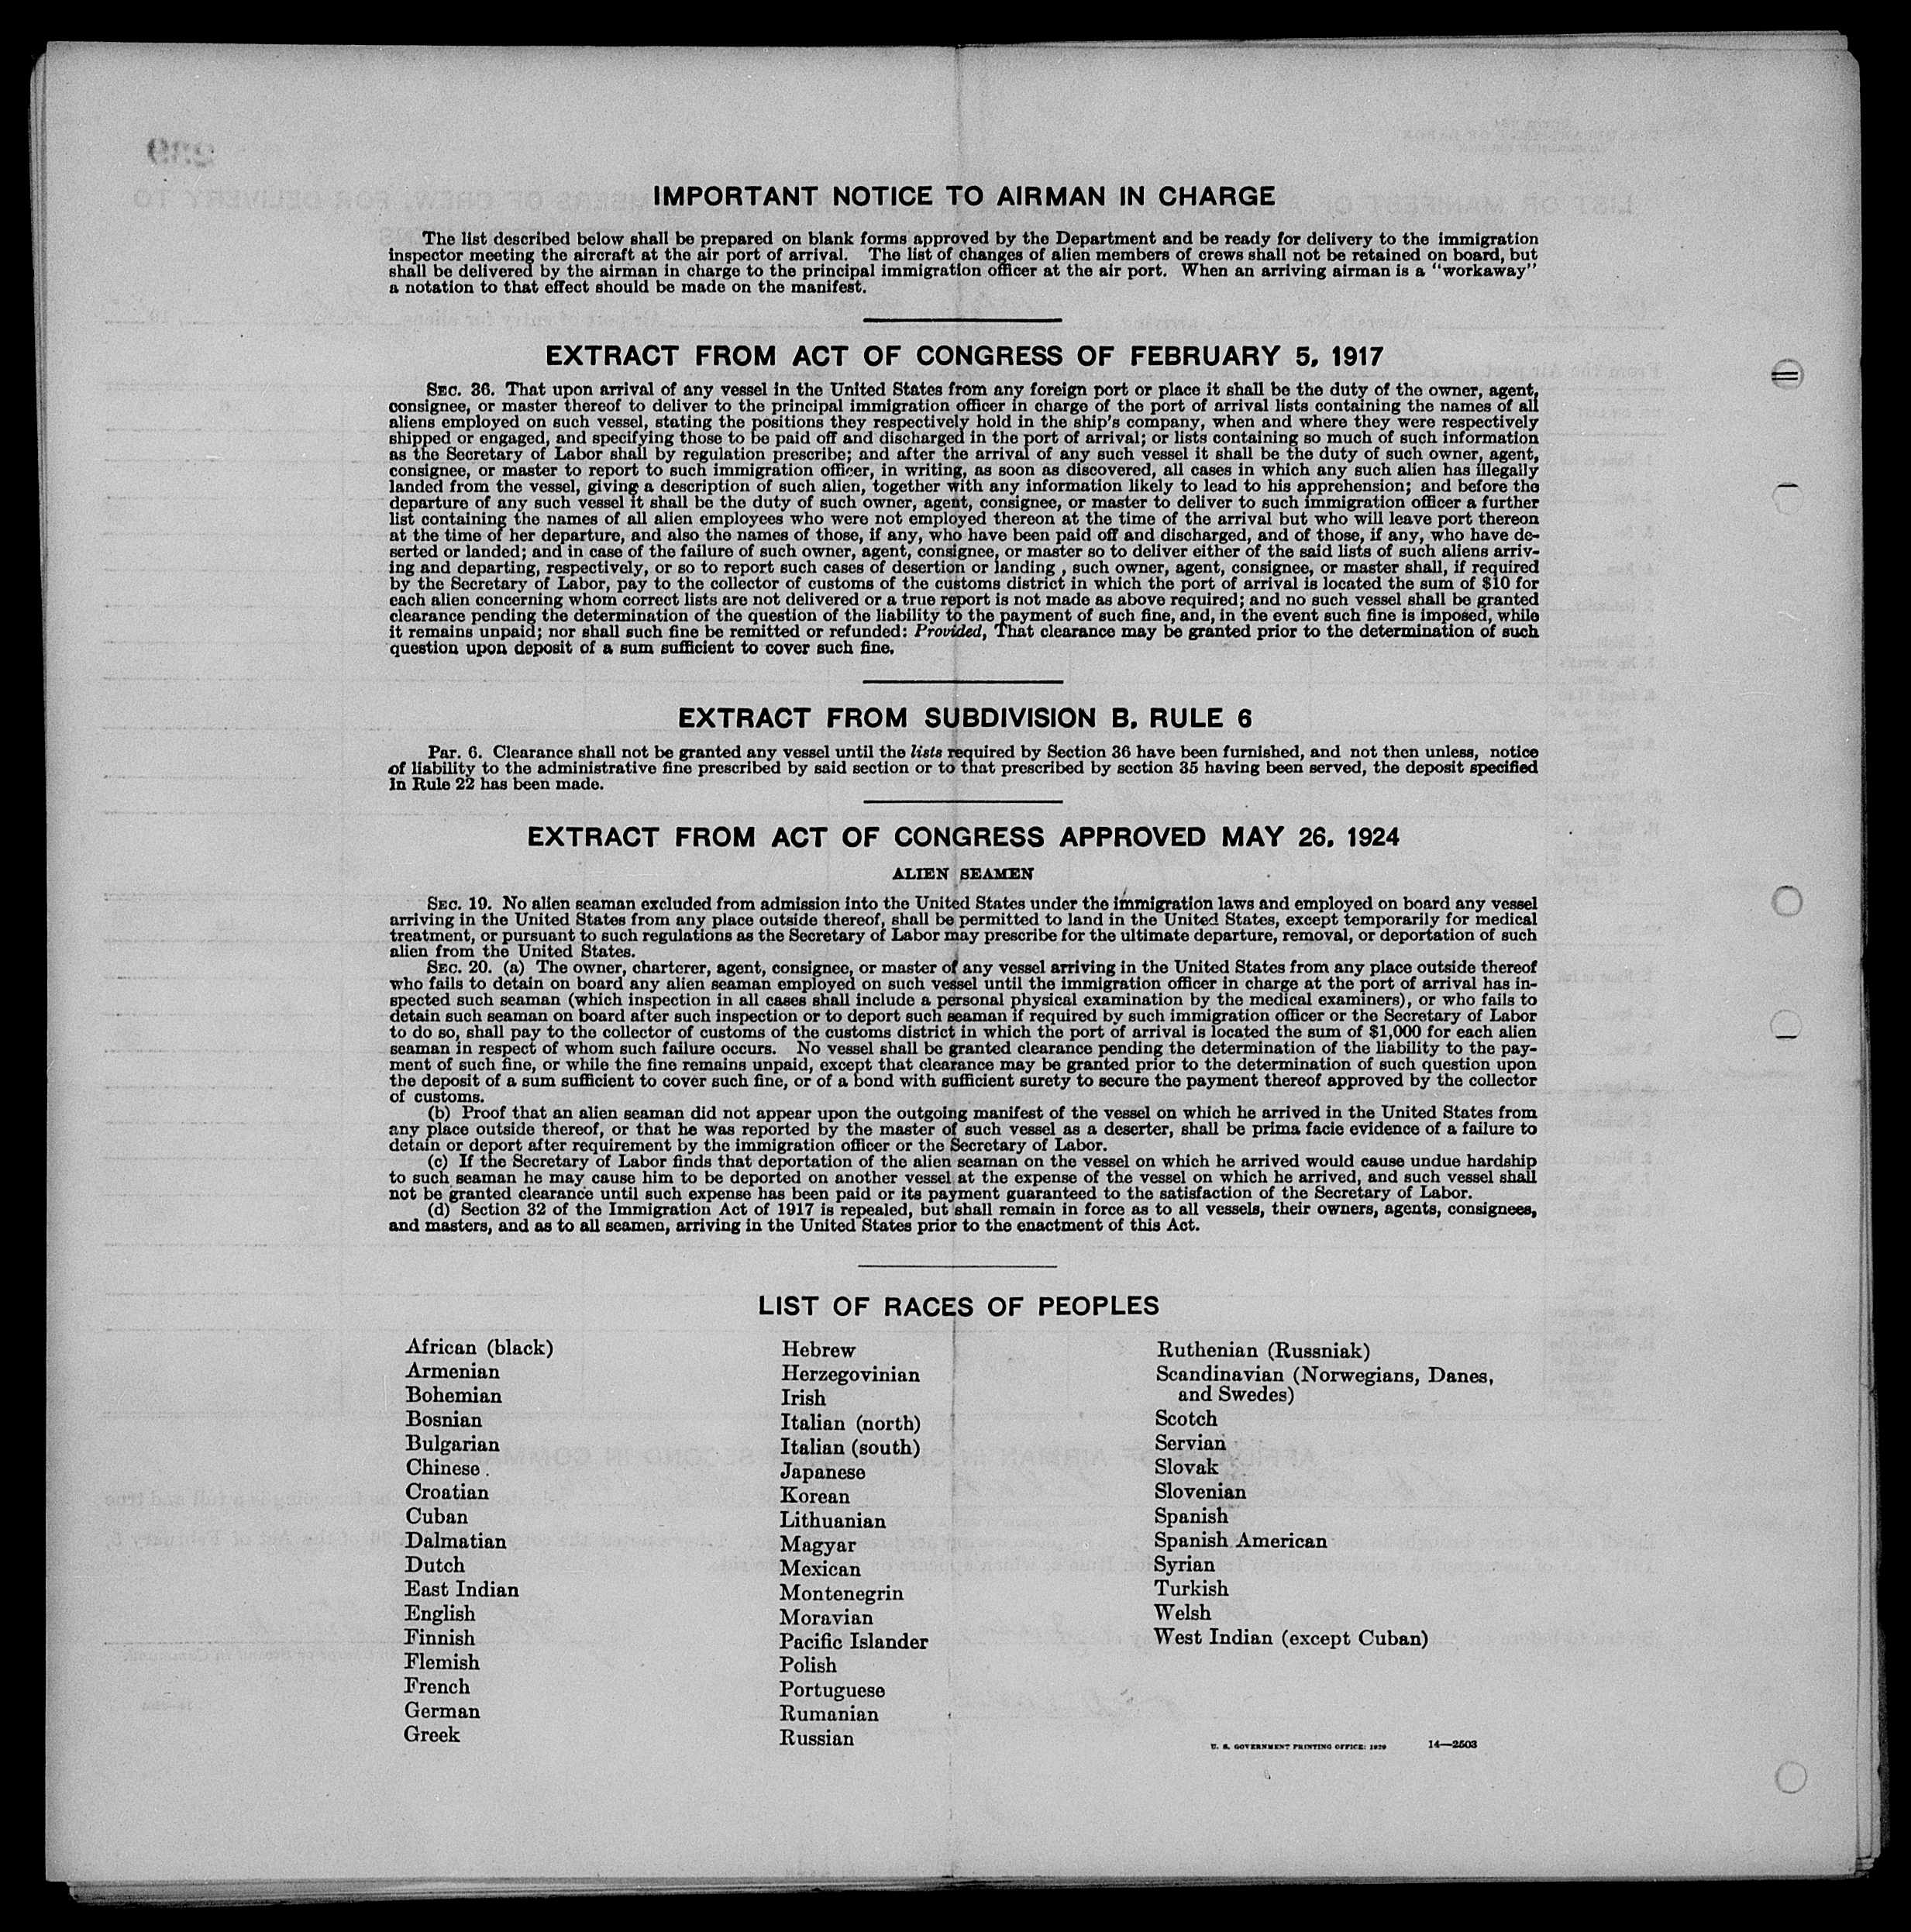 IMPORTANT NOTICE TO AIRMAN IN CHARGE
The list described below shall be prepared on blank forms approved by the Department and be ready for delivery to the immigration
inspector meeting the aircraft at the air port of arrival. The list of changes of alien members of crews shall not be retained on board, but
shall be delivered by the airman in charge to the principal immigration officer at the air port. When an arriving airman is a "workaway"
a notation to that effect should be made on the manifest.
EXTRACT FROM ACT OF CONGRESS OF FEBRUARY 5, 1917
SEC. 36. That upon arrival of any vessel in the United States from any foreign port or place it shall be the duty of the owner, agent,
consignee, or master thereof to deliver to the principal immigration officer in charge of the port of arrival lists containing the names of all
aliens employed on such vessel, stating the positions they respectively hold in the ship's company, when and where they were respectively
shipped or engaged, and specifying those to be paid off and discharged in the port of arrival; or lists containing so much of such information
as the Secretary of Labor shall by regulation prescribe; and after the arrival of any such vessel it shall be the duty of such owner, agent,
consignee, or master to report to such immigration officer, in writing, as soon as discovered, all cases in which any such alien has illegally
landed from the vessel, giving a description of such alien, together with any information likely to lead to his apprehension; and before the
departure of any such vessel it shall be the duty of such owner, agent, consignee, or master to deliver to such immigration officer a further
list containing the names of all alien employees who were not employed thereon at the time of the arrival but who will leave port thereon
at the time of her departure, and also the names of those, if any, who have been paid off and discharged, and of those, if any, who have de-
serted or landed; and in case of the failure of such owner, agent, consignee, or master so to deliver either of the said lists of such aliens arriv-
ing and departing, respectively, or so to report such cases of desertion or landing , such owner, agent, consignee, or master shall, if required
by the Secretary of Labor, pay to the collector of customs of the customs district in which the port of arrival is located the sum of $10 for
each alien concerning whom correct lists are not delivered or a true report is not made as above required; and no such vessel shall be granted
clearance pending the determination of the question of the liability to the payment of such fine, and, in the event such fine is imposed, while
it remains unpaid; nor shall such fine be remitted or refunded: Provided, That clearance may be granted prior to the determination of such
question upon deposit of a sum sufficient to cover such fine.
EXTRACT FROM SUBDIVISION B, RULE 6
Par. 6. Clearance shall not be granted any vessel until the lists required by Section 36 have been furnished, and not then unless, notice
of liability to the administrative fine prescribed by said section or to that prescribed by section 35 having been served, the deposit specified
in Rule 22 has been made.
EXTRACT FROM ACT OF CONGRESS APPROVED MAY 26, 1924
ALIEN SEAMEN
SEC. 19. No alien seaman excluded from admission into the United States under the immigration laws and employed on board any vessel
arriving in the United States from any place outside thereof, shall be permitted to land in the United States, except temporarily for medical
treatment, or pursuant to such regulations as the Secretary of Labor may prescribe for the ultimate departure, removal, or deportation of such
alien from the United States.
SEC. 20. (a) The owner, charterer, agent, consignee, or master of any vessel arriving in the United States from any place outside thereof
who fails to detain on board any alien seaman employed on such vessel until the immigration officer in charge at the port of arrival has in-
spected such seaman (which inspection in all cases shall include a personal physical examination by the medical examiners), or who fails to
detain such seaman on board after such inspection or to deport such seaman if required by such immigration officer or the Secretary of Labor
to do so, shall pay to the collector of customs of the customs district in which the port of arrival is located the sum of $1,000 for each alien
seaman in respect of whom such failure occurs. No vessel shall be granted clearance pending the determination of the liability to the pay-
ment of such fine, or while the fine remains unpaid, except that clearance may be granted prior to the determination of such question upon
the deposit of a sum sufficient to cover such fine, or of a bond with sufficient surety to secure the payment thereof approved by the collector
of customs.
(b) Proof that an alien seaman did not appear upon the outgoing manifest of the vessel on which he arrived in the United States from
any place outside thereof, or that he was reported by the master of such vessel as a deserter, shall be prima facie evidence of a failure to
detain or deport after requirement by the immigration officer or the Secretary of Labor.
(c) If the Secretary of Labor finds that deportation of the alien seaman on the vessel on which he arrived would cause undue hardship
to such seaman he may cause him to be deported on another vessel at the expense of the vessel on which he arrived, and such vessel shall
not be granted clearance until such expense has been paid or its payment guaranteed to the satisfaction of the Secretary of Labor.
(d) Section 32 of the Immigration Act of 1917 is repealed, but shall remain in force as to all vessels, their owners, agents, consignees,
and masters, and as to all seamen, arriving in the United States prior to the enactment of this Act.
LIST OF RACES OF PEOPLES
African (black)
Armenian
Bohemian
Bosnian
Bulgarian
Chinese
Croatian
Cuban
Dalmatian
Dutch
East Indian
English
Finnish
Flemish
French
German
Greek
Hebrew
Herzegovinian
Irish
Italian (north)
Italian (south)
Japanese
Korean
Lithuanian
Magyar
Mexican
Montenegrin
Moravian
Pacific Islander
Polish
Portuguese
Rumanian
Russian
Ruthenian (Russniak)
Scandinavian (Norwegians, Danes,
and Swedes)
Scotch
Servian
Slovak
Slovenian
Spanish
Spanish American
Syrian
Turkish
Welsh
West Indian (except Cuban)
U. S. GOVERNMENT PRINTING OFFICE: 1929 14—2503